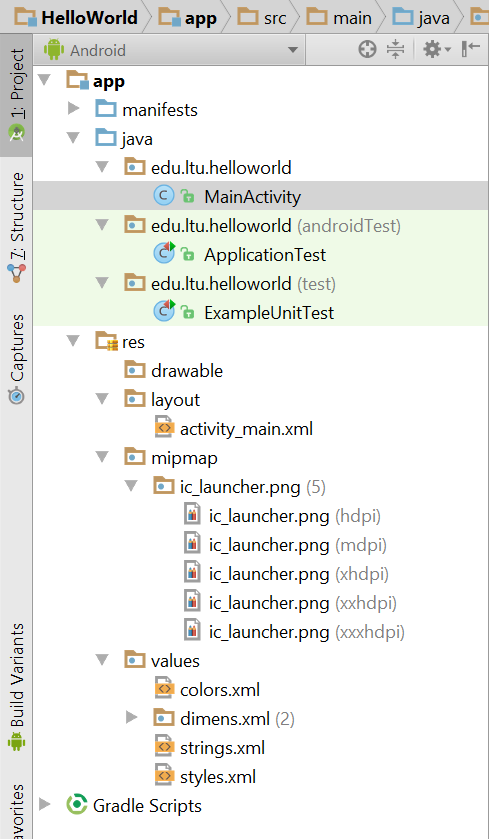 HelloWorld app src main java
Android
1: Project
7: Structure
Captures
Build Variants
avorites
app
manifests
java
edu.ltu.helloworld
MainActivity
edu.ltu.helloworld (androidTest)
ApplicationTest
edu.ltu.helloworld (test)
ExampleUnitTest
res
drawable
layout
activity_main.xml
mipmap
ic_launcher.png (5)
ic_launcher.png (hdpi)
ic_launcher.png (mdpi)
ic_launcher.png (xhdpi)
ic_launcher.png (xxhdpi)
ic_launcher.png (xxxhdpi)
values
colors.xml
dimens.xml (2)
strings.xml
styles.xml
Gradle Scripts